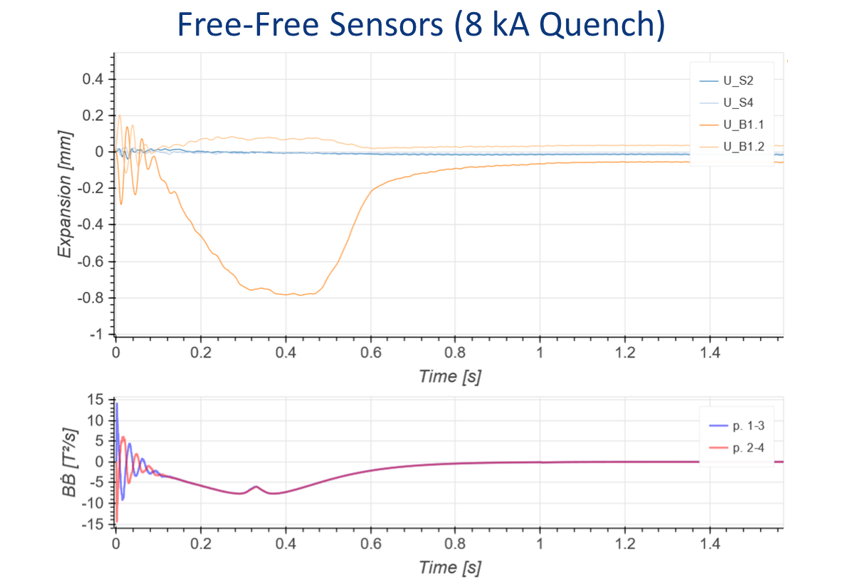 Free-Free Sensors (8 kA Quench)
Expansion [mm]
0.4
0.2
0
-0.2
-0.4
-0.6
-0.8
-1
U_S2
U_S4
U_B1.1
U_B1.2
0 0.2 0.4 0.6 0.8 1 1.2 1.4
Time [s]
BḂ [T²/s]
15
10
5
0
-5
-10
-15
p. 1-3
p. 2-4
0 0.2 0.4 0.6 0.8 1 1.2 1.4
Time [s]